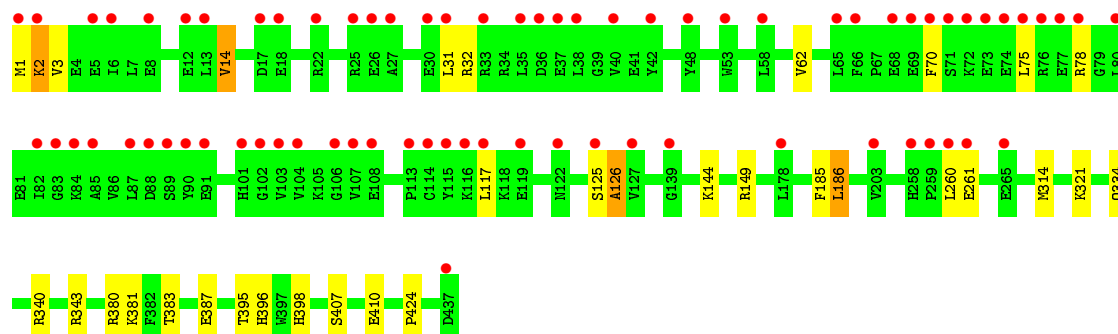 M1 K2 V3 E4 E5 I6 L7 E8 E12 L13 V14 D17 E18 R22 R25 E26 A27 E30 L31 R32 R33 R34 L35 D36 E37 L38 G39 V40 E41 Y42 Y48 W53 L58 V62 L65 F66 P67 E68 E69 F70 S71 K72 E73 E74 L75 R76 E77 R78 G79 L80
E81 I82 G83 K84 A85 V86 L87 D88 S89 Y90 E91 H101 G102 V103 V104 K105 G106 V107 E108 P113 C114 Y115 K116 L117 K118 E119 N122 S125 A126 V127 G139 K144 R149 L178 F185 L186 V203 H258 P259 L260 E261 E265 M314 K321
R340 R343 R380 K381 F382 T383 E387 T395 H396 W397 H398 S407 E410 P424 D437